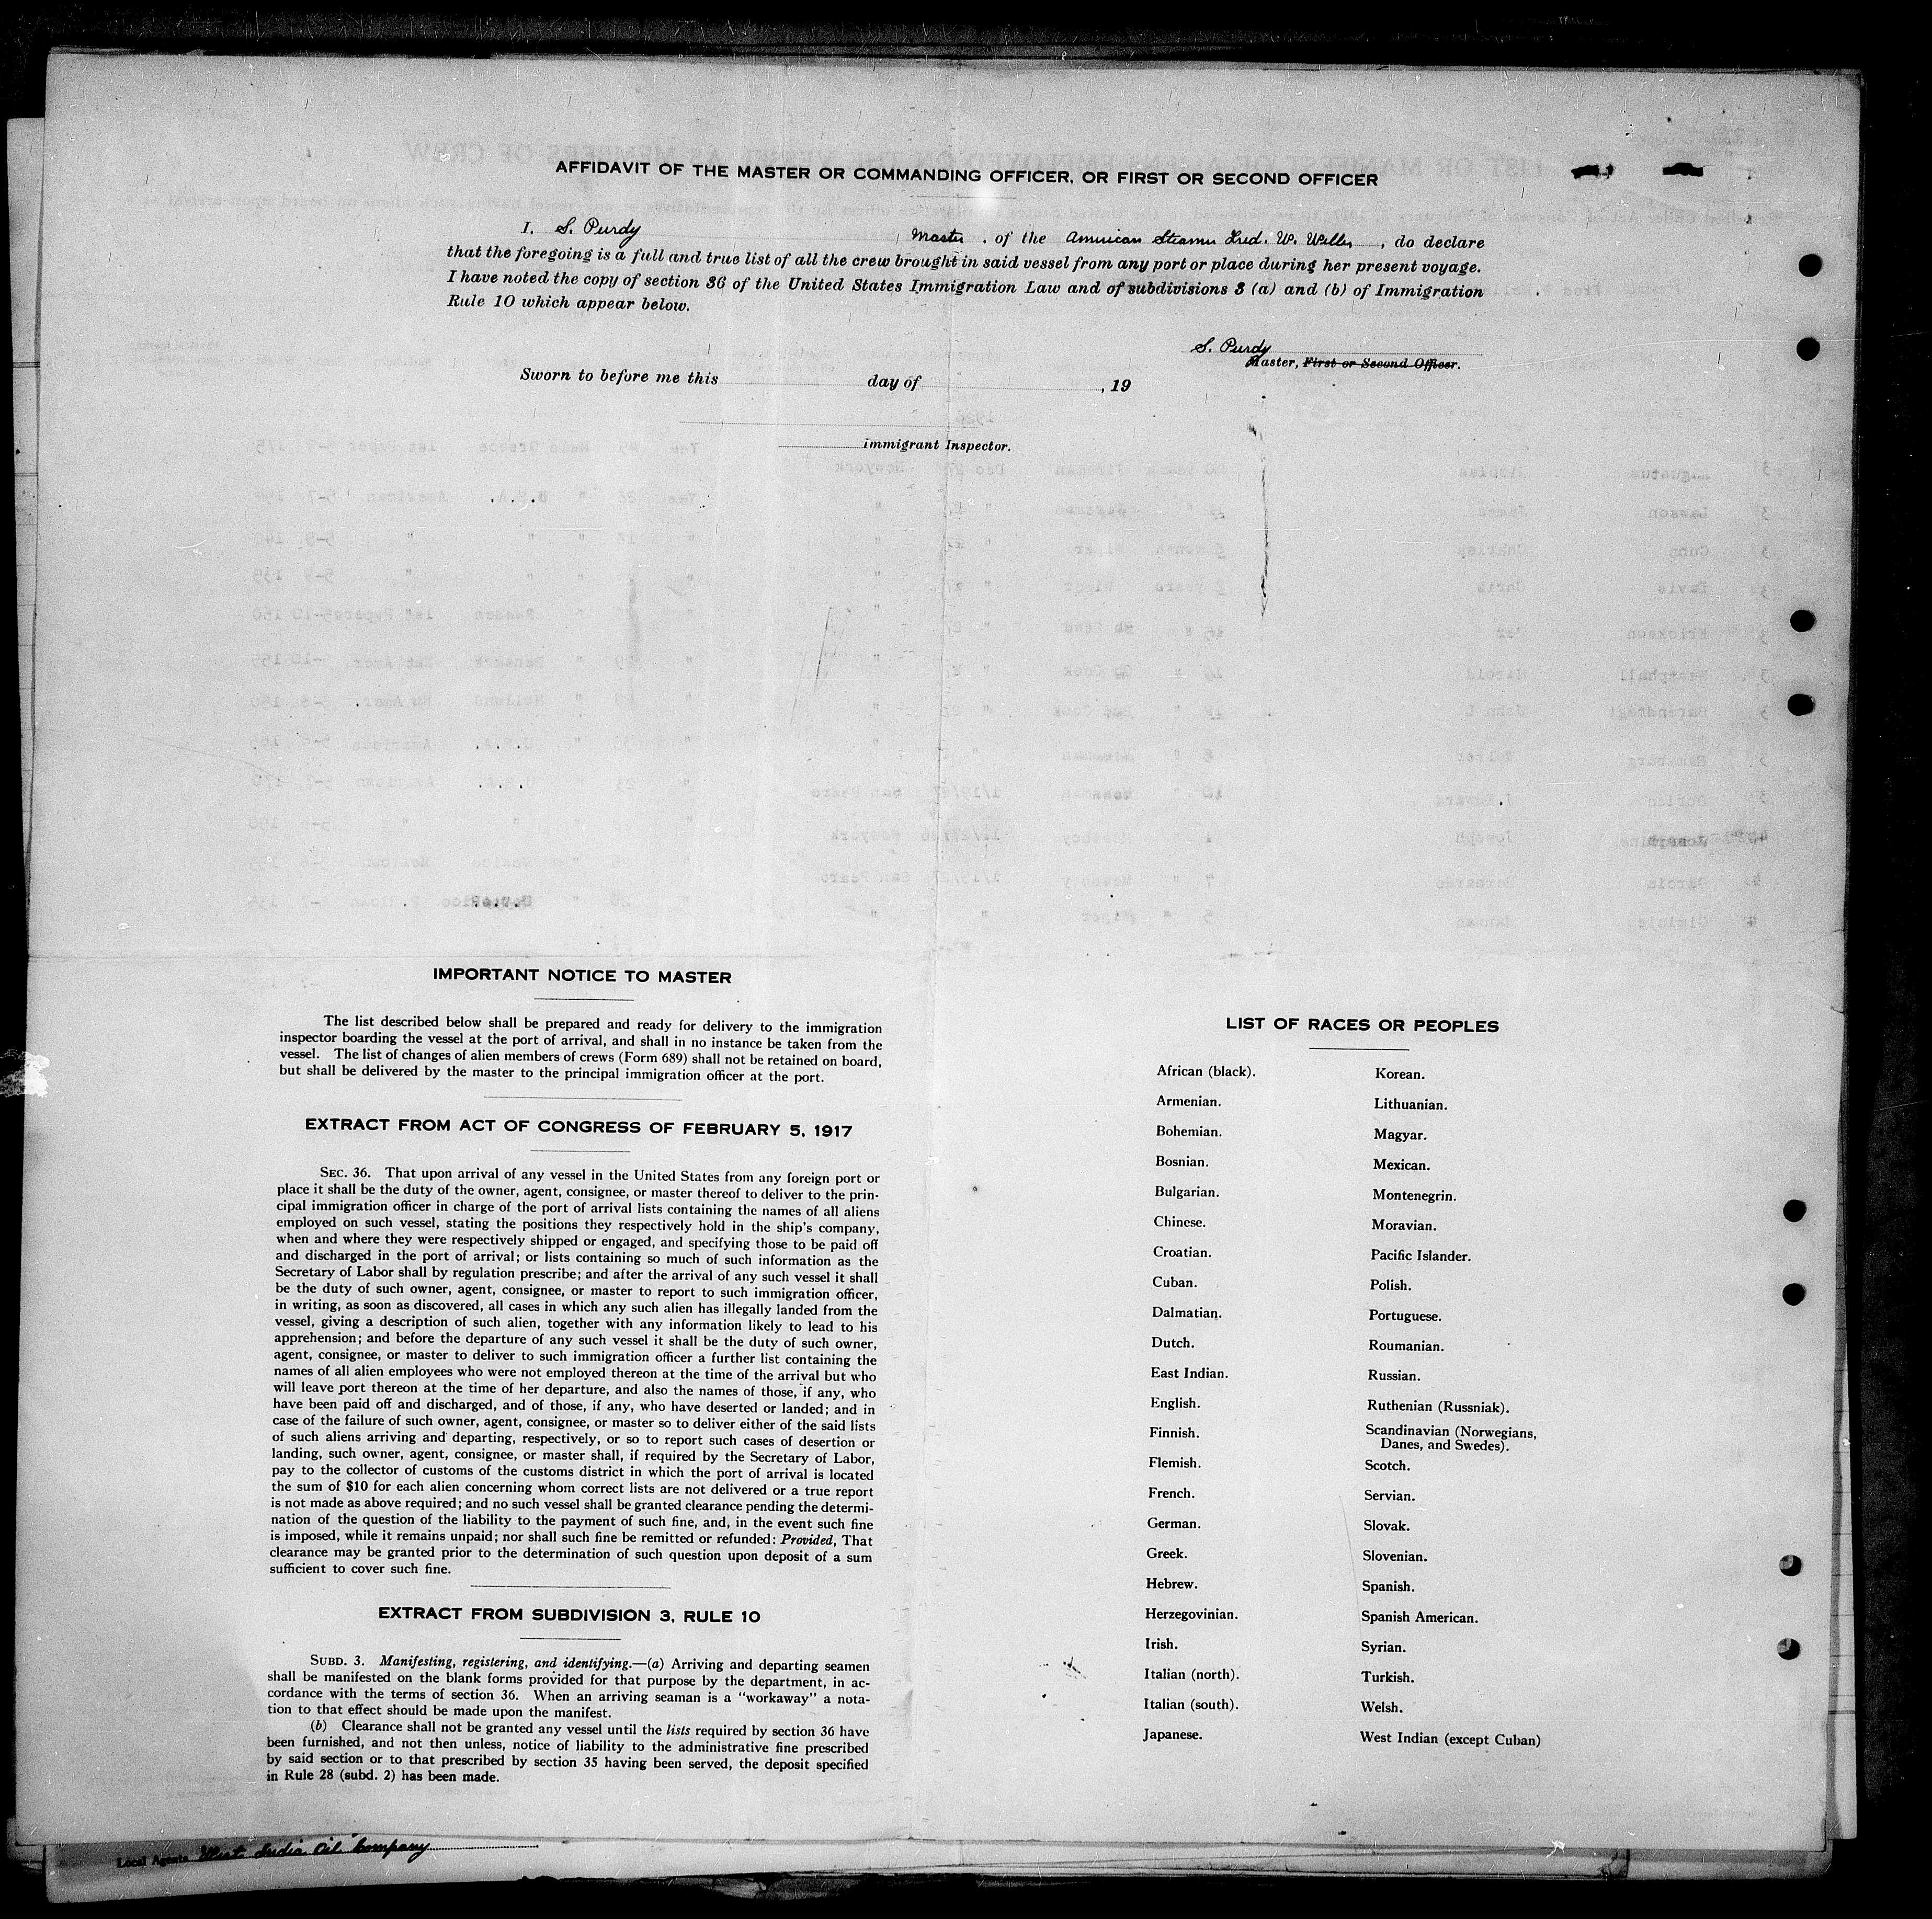 AFFIDAVIT OF THE MASTER OR COMMANDING OFFICER, OR FIRST OR SECOND OFFICER
I, S. Purdy, Master, of the American Steamer Fred. W. Weller, do declare
that the foregoing is a full and true list of all the crew brought in said vessel from any port or place during her present voyage.
I have noted the copy of section 36 of the United States Immigration Law and of subdivisions 3 (a) and (b) of Immigration
Rule 10 which appear below.
S. Purdy
Master, First or Second Officer.
Sworn to before me this day of , 19
Immigrant Inspector.
IMPORTANT NOTICE TO MASTER
The list described below shall be prepared and ready for delivery to the immigration
inspector boarding the vessel at the port of arrival, and shall in no instance be taken from the
vessel. The list of changes of alien members of crews (Form 689) shall not be retained on board,
but shall be delivered by the master to the principal immigration officer at the port.
EXTRACT FROM ACT OF CONGRESS OF FEBRUARY 5, 1917
SEC. 36. That upon arrival of any vessel in the United States from any foreign port or
place it shall be the duty of the owner, agent, consignee, or master thereof to deliver to the prin-
cipal immigration officer in charge of the port of arrival lists containing the names of all aliens
employed on such vessel, stating the positions they respectively hold in the ship's company,
when and where they were respectively shipped or engaged, and specifying those to be paid off
and discharged in the port of arrival; or lists containing so much of such information as the
Secretary of Labor shall by regulation prescribe; and after the arrival of any such vessel it shall
be the duty of such owner, agent, consignee, or master to report to such immigration officer,
in writing, as soon as discovered, all cases in which any such alien has illegally landed from the
vessel, giving a description of such alien, together with any information likely to lead to his
apprehension; and before the departure of any such vessel it shall be the duty of such owner,
agent, consignee, or master to deliver to such immigration officer a further list containing the
names of all alien employees who were not employed thereon at the time of the arrival but who
will leave port thereon at the time of her departure, and also the names of those, if any, who
have been paid off and discharged, and of those, if any, who have deserted or landed; and in
case of the failure of such owner, agent, consignee, or master so to deliver either of the said lists
of such aliens arriving and departing, respectively, or so to report such cases of desertion or
landing, such owner, agent, consignee, or master shall, if required by the Secretary of Labor,
pay to the collector of customs of the customs district in which the port of arrival is located
the sum of $10 for each alien concerning whom correct lists are not delivered or a true report
is not made as above required; and no such vessel shall be granted clearance pending the determi-
nation of the question of the liability to the payment of such fine, and, in the event such fine
is imposed, while it remains unpaid; nor shall such fine be remitted or refunded: Provided, That
clearance may be granted prior to the determination of such question upon deposit of a sum
sufficient to cover such fine.
EXTRACT FROM SUBDIVISION 3, RULE 10
SUBD. 3. Manifesting, registering, and identifying.—(a) Arriving and departing seamen
shall be manifested on the blank forms provided for that purpose by the department, in ac-
cordance with the terms of section 36. When an arriving seaman is a "workaway" a nota-
tion to that effect should be made upon the manifest.
(b) Clearance shall not be granted any vessel until the lists required by section 36 have
been furnished, and not then unless, notice of liability to the administrative fine prescribed
by said section or to that prescribed by section 35 having been served, the deposit specified
in Rule 28 (subd. 2) has been made.
LIST OF RACES OR PEOPLES
African (black).
Armenian.
Bohemian.
Bosnian.
Bulgarian.
Chinese.
Croatian.
Cuban.
Dalmatian.
Dutch.
East Indian.
English.
Finnish.
Flemish.
French.
German.
Greek.
Hebrew.
Herzegovinian.
Irish.
Italian (north).
Italian (south).
Japanese.
Korean.
Lithuanian.
Magyar.
Mexican.
Montenegrin.
Moravian.
Pacific Islander.
Polish.
Portuguese.
Roumanian.
Russian.
Ruthenian (Russniak).
Scandinavian (Norwegians,
Danes, and Swedes).
Scotch.
Servian.
Slovak.
Slovenian.
Spanish.
Spanish American.
Syrian.
Turkish.
Welsh.
West Indian (except Cuban)
Local Agents West India Oil Company